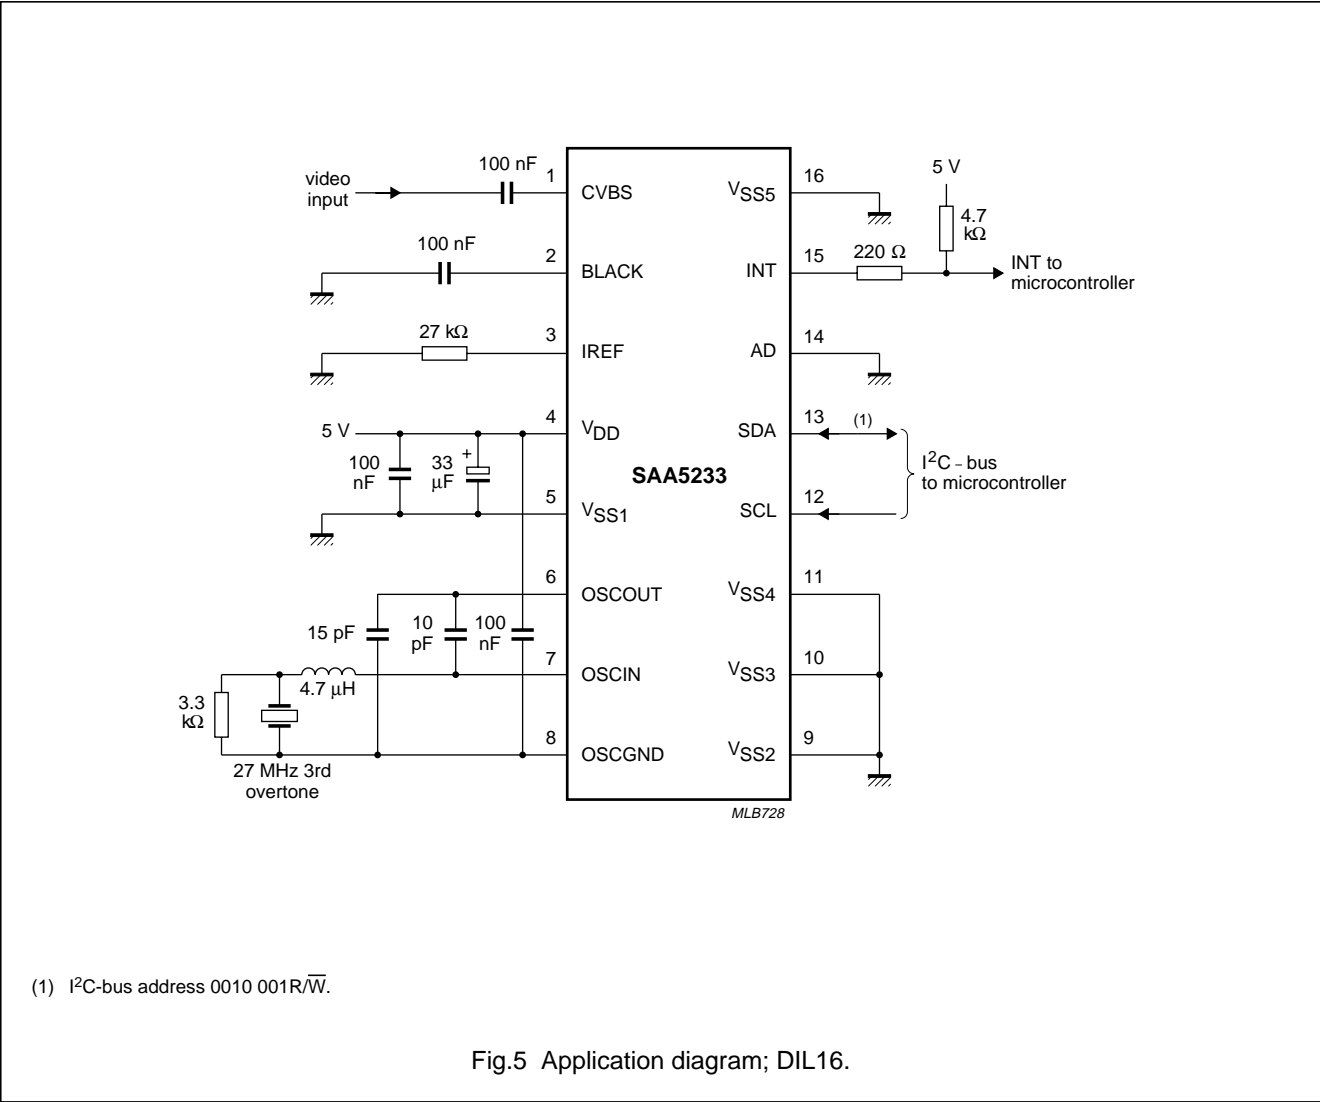 video
input
100 nF
1
CVBS
100 nF
2
BLACK
27 kΩ
3
IREF
5 V
4
VDD
100
nF
33
μF
+
5
VSS1
6
OSCOUT
15 pF
10
pF
100
nF
7
OSCIN
4.7 μH
3.3
kΩ
8
OSCGND
27 MHz 3rd
overtone
SAA5233
VSS5
16
5 V
4.7
kΩ
INT
15
220 Ω
INT to
microcontroller
AD
14
SDA
13
(1)
SCL
12
I2C - bus
to microcontroller
VSS4
11
VSS3
10
VSS2
9
MLB728
(1) I2C-bus address 0010 001R/W̅.
Fig.5 Application diagram; DIL16.